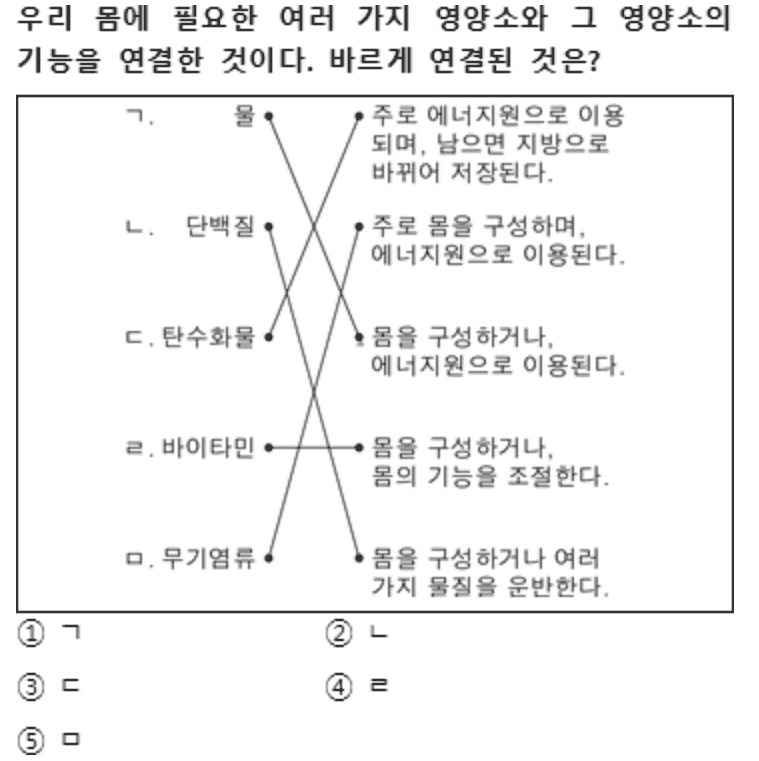 우리 몸에 필요한 여러 가지 영양소와 그 영양소의
기능을 연결한 것이다. 바르게 연결된 것은?
ㄱ. 물
주로 에너지원으로 이용
되며, 남으면 지방으로
바뀌어 저장된다.
ㄴ. 단백질
주로 몸을 구성하며,
에너지원으로 이용된다.
ㄷ. 탄수화물
몸을 구성하거나,
에너지원으로 이용된다.
ㄹ. 바이타민
몸을 구성하거나,
몸의 기능을 조절한다.
ㅁ. 무기염류
몸을 구성하거나 여러
가지 물질을 운반한다.
① ㄱ ② ㄴ
③ ㄷ ④ ㄹ
⑤ ㅁ